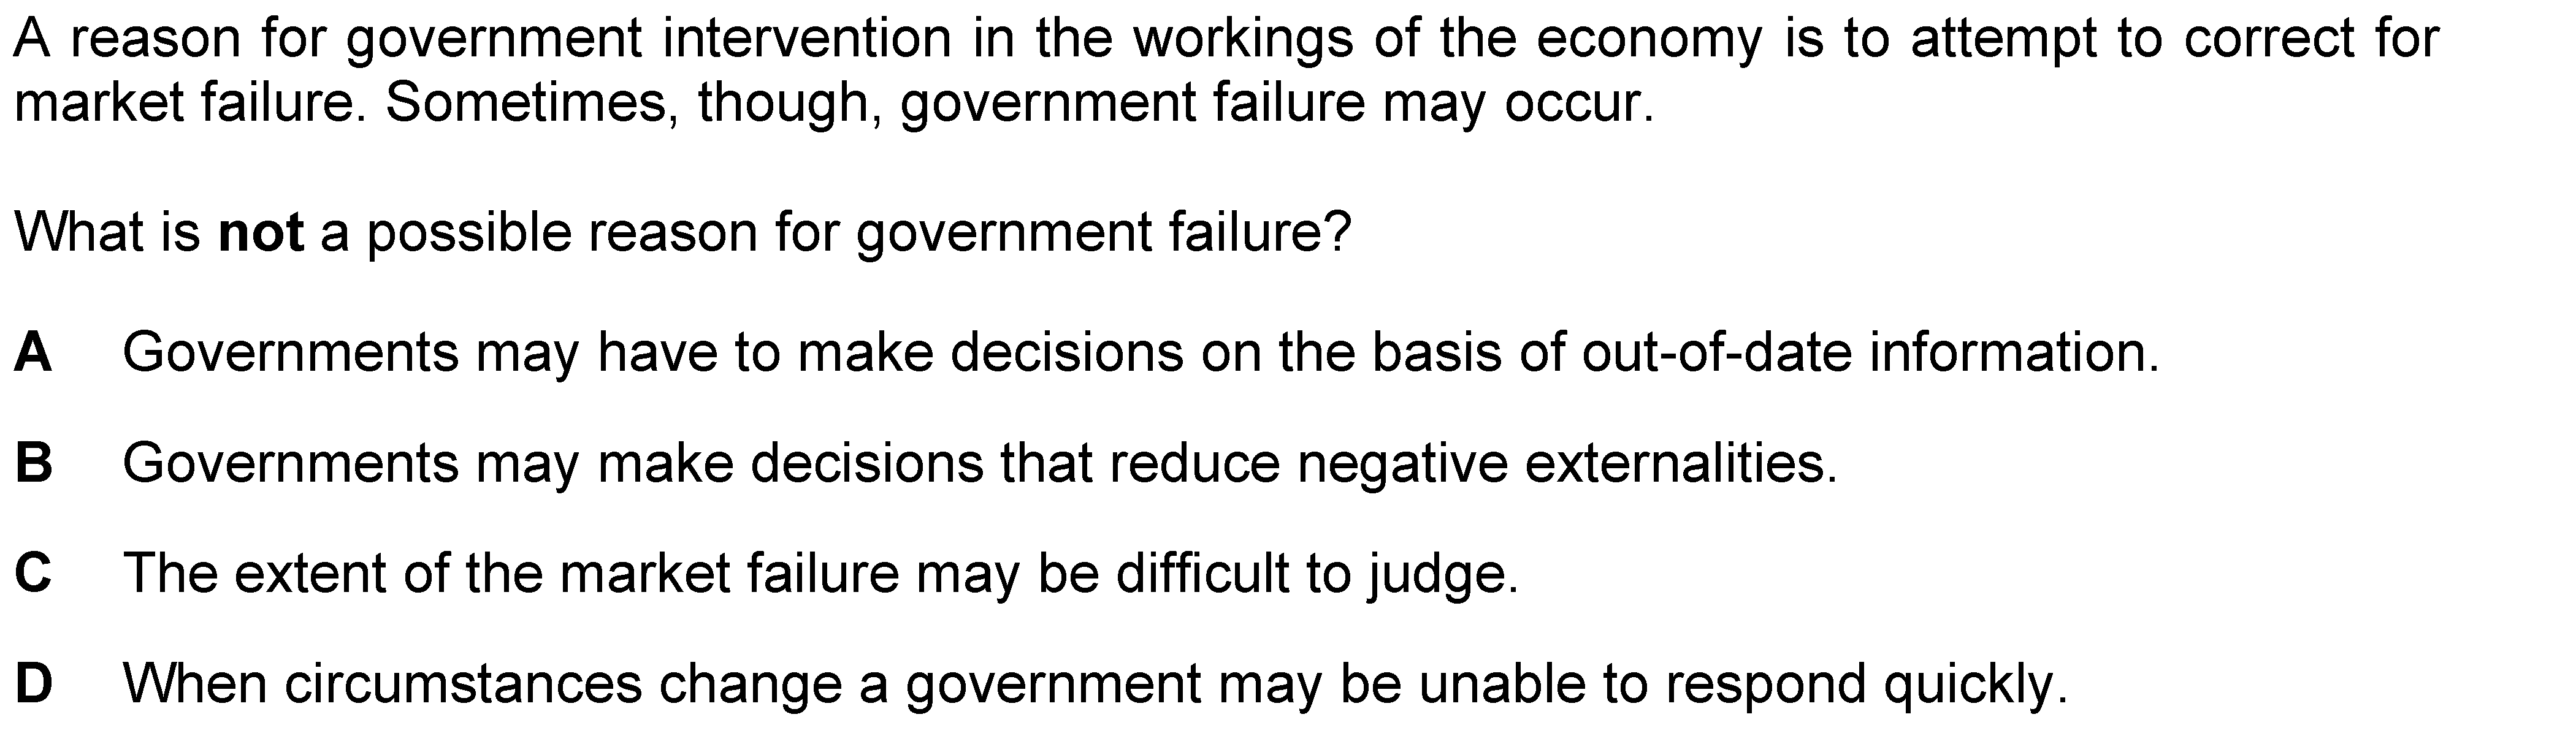 A reason for government intervention in the workings of the economy is to attempt to correct for
market failure. Sometimes, though, government failure may occur.
What is not a possible reason for government failure?
A Governments may have to make decisions on the basis of out-of-date information.
B Governments may make decisions that reduce negative externalities.
C The extent of the market failure may be difficult to judge.
D When circumstances change a government may be unable to respond quickly.